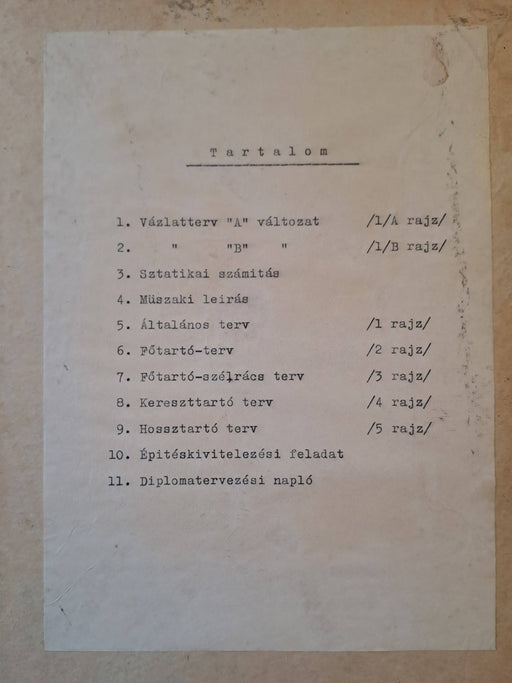 Tartalom
1. Vázlatterv "A" változat /1/A rajz/
2. " "B" " /1/B rajz/
3. Sztatikai számitás
4. Müszaki leirás
5. Általános terv /1 rajz/
6. Főtartó-terv /2 rajz/
7. Főtartó-szélrács terv /3 rajz/
8. Kereszttartó terv /4 rajz/
9. Hossztartó terv /5 rajz/
10. Épitéskivitelezési feladat
11. Diplomatervezési napló